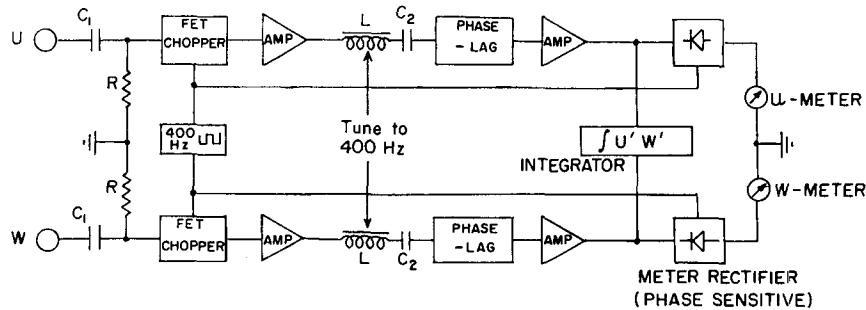 C₁
FET
CHOPPER
AMP
L
C₂
PHASE
-LAG
AMP
U
R
400
Hz
Tune to
400 Hz
∫ U' W'
INTEGRATOR
U-METER
R
W-METER
C₁
W
FET
CHOPPER
AMP
L
C₂
PHASE
-LAG
AMP
METER RECTIFIER
(PHASE SENSITIVE)